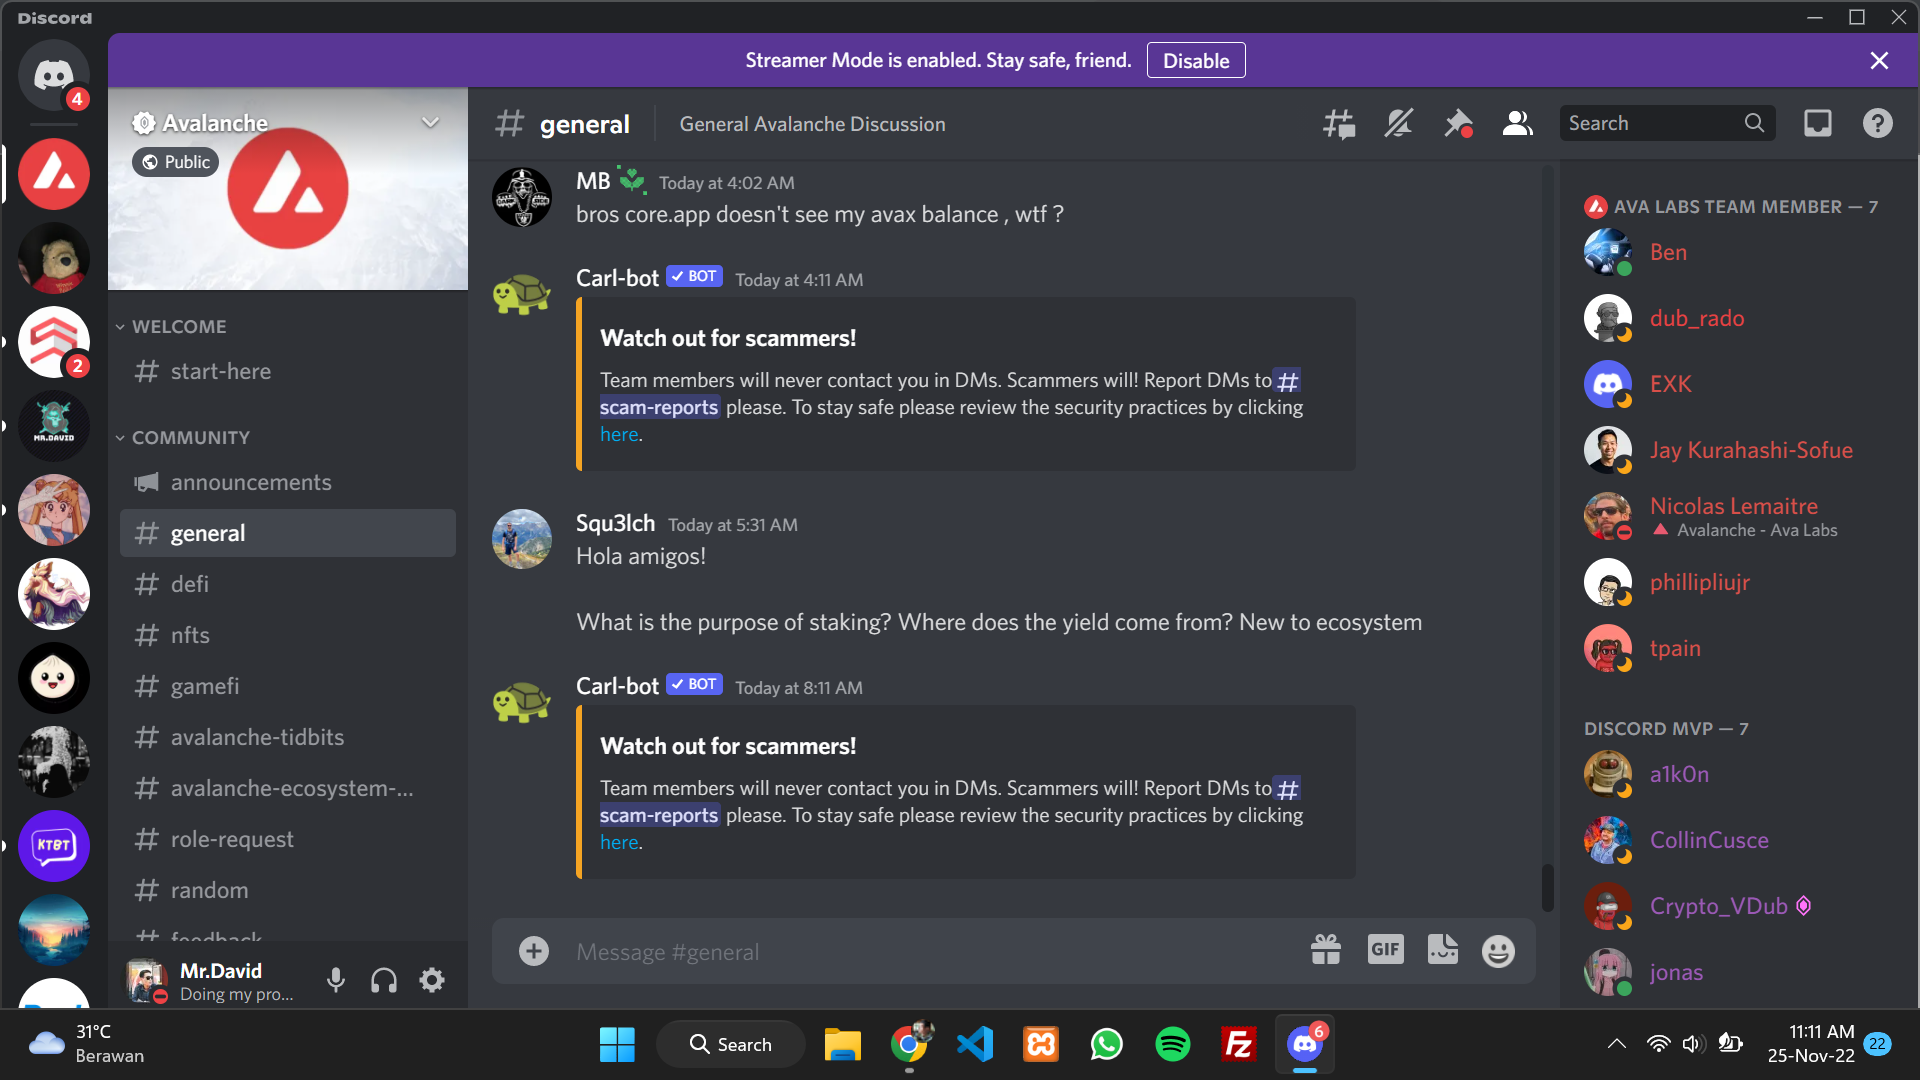 Discord
Streamer Mode is enabled. Stay safe, friend.
Disable
4
Avalanche
Public
general
General Avalanche Discussion
Search
WELCOME
start-here
2
MR.DAVID
COMMUNITY
announcements
general
defi
nfts
gamefi
avalanche-tidbits
avalanche-ecosystem-...
role-request
random
feedback
KTBT
Mr.David
Doing my pro...
MB
Today at 4:02 AM
bros core.app doesn't see my avax balance , wtf ?
Carl-bot
BOT
Today at 4:11 AM
Watch out for scammers!
Team members will never contact you in DMs. Scammers will! Report DMs to #
scam-reports please. To stay safe please review the security practices by clicking
here.
Squ3lch
Today at 5:31 AM
Hola amigos!
What is the purpose of staking? Where does the yield come from? New to ecosystem
Carl-bot
BOT
Today at 8:11 AM
Watch out for scammers!
Team members will never contact you in DMs. Scammers will! Report DMs to #
scam-reports please. To stay safe please review the security practices by clicking
here.
Message #general
GIF
AVA LABS TEAM MEMBER — 7
Ben
dub_rado
EXK
Jay Kurahashi-Sofue
Nicolas Lemaitre
Avalanche - Ava Labs
phillipliujr
tpain
DISCORD MVP — 7
a1k0n
CollinCusce
Crypto_VDub
jonas
31°C
Berawan
Search
Fz
6
11:11 AM
25-Nov-22
22